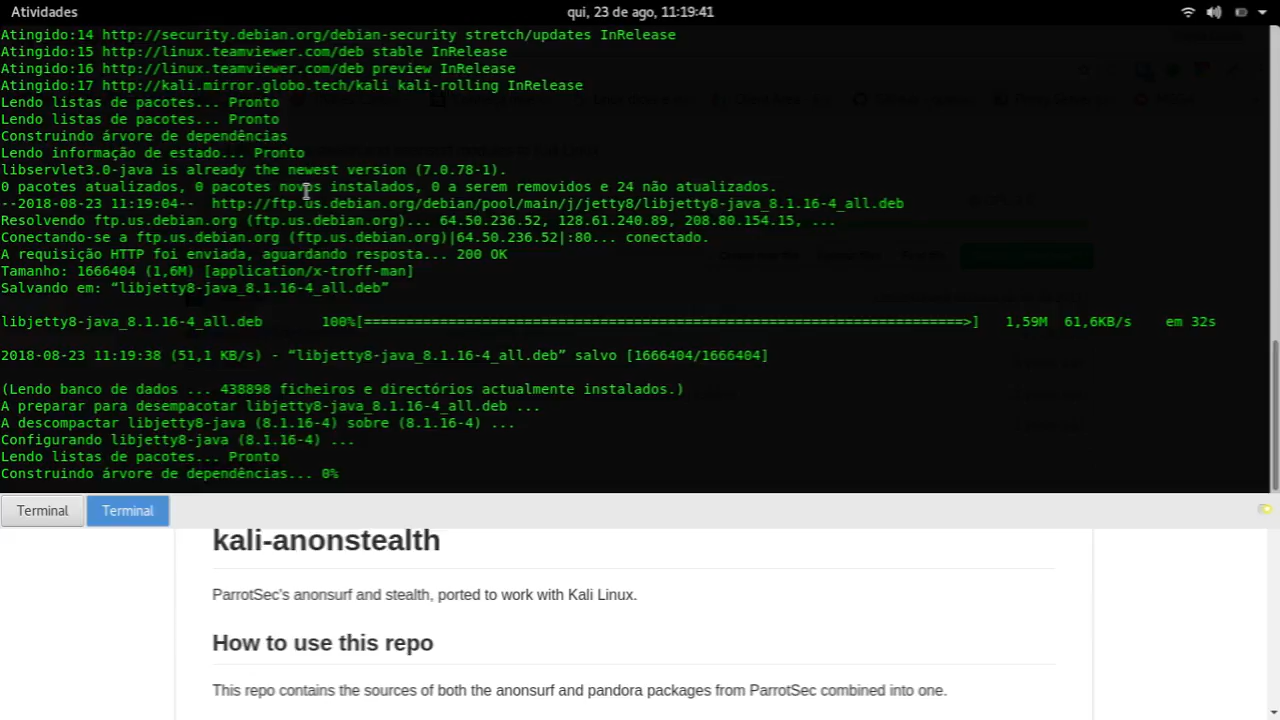 Atividades
qui, 23 de ago, 11:19:41
Atingido:14 http://security.debian.org/debian-security stretch/updates InRelease
Atingido:15 http://linux.teamviewer.com/deb stable InRelease
Atingido:16 http://linux.teamviewer.com/deb preview InRelease
Atingido:17 http://kali.mirror.globo.tech/kali kali-rolling InRelease
Lendo listas de pacotes... Pronto
Lendo listas de pacotes... Pronto
Construindo árvore de dependências
Lendo informação de estado... Pronto
libservlet3.0-java is already the newest version (7.0.78-1).
0 pacotes atualizados, 0 pacotes novos instalados, 0 a serem removidos e 24 não atualizados.
--2018-08-23 11:19:04-- http://ftp.us.debian.org/debian/pool/main/j/jetty8/libjetty8-java_8.1.16-4_all.deb
Resolvendo ftp.us.debian.org (ftp.us.debian.org)... 64.50.236.52, 128.61.240.89, 208.80.154.15, ...
Conectando-se a ftp.us.debian.org (ftp.us.debian.org)|64.50.236.52|:80... conectado.
A requisição HTTP foi enviada, aguardando resposta... 200 OK
Tamanho: 1666404 (1,6M) [application/x-troff-man]
Salvando em: “libjetty8-java_8.1.16-4_all.deb”
libjetty8-java_8.1.16-4_all.deb 100%[=======================================================================>] 1,59M 61,6KB/s em 32s
2018-08-23 11:19:38 (51,1 KB/s) - “libjetty8-java_8.1.16-4_all.deb” salvo [1666404/1666404]
(Lendo banco de dados ... 438898 ficheiros e directórios actualmente instalados.)
A preparar para desempacotar libjetty8-java_8.1.16-4_all.deb ...
A descompactar libjetty8-java (8.1.16-4) sobre (8.1.16-4) ...
Configurando libjetty8-java (8.1.16-4) ...
Lendo listas de pacotes... Pronto
Construindo árvore de dependências... 0%
Terminal
Terminal
kali-anonstealth
ParrotSec's anonsurf and stealth, ported to work with Kali Linux.
How to use this repo
This repo contains the sources of both the anonsurf and pandora packages from ParrotSec combined into one.